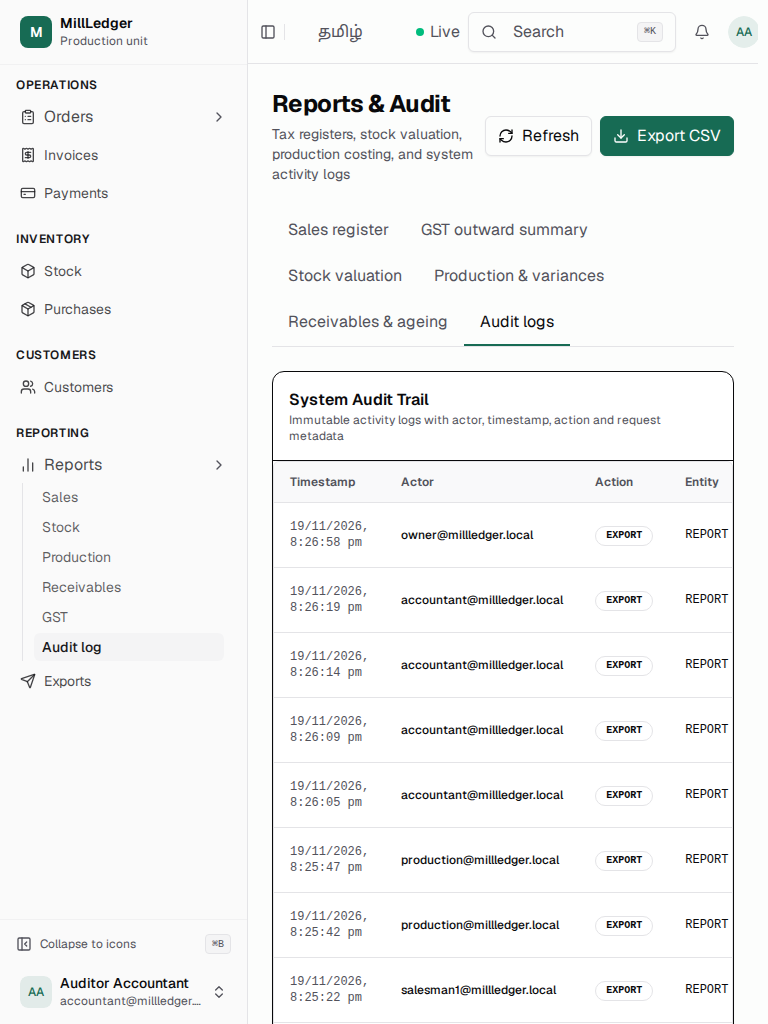 M
MillLedger
Production unit
OPERATIONS
Orders
Invoices
Payments
INVENTORY
Stock
Purchases
CUSTOMERS
Customers
REPORTING
Reports
Sales
Stock
Production
Receivables
GST
Audit log
Exports
Collapse to icons ⌘B
AA
Auditor Accountant
accountant@millledger....
தமிழ் Live Search ⌘K AA
Reports & Audit
Tax registers, stock valuation,
production costing, and system
activity logs
Refresh Export CSV
Sales register GST outward summary
Stock valuation Production & variances
Receivables & ageing Audit logs
System Audit Trail
Immutable activity logs with actor, timestamp, action and request
metadata
Timestamp Actor Action Entity
19/11/2026,
8:26:58 pm owner@millledger.local EXPORT REPORT
19/11/2026,
8:26:19 pm accountant@millledger.local EXPORT REPORT
19/11/2026,
8:26:14 pm accountant@millledger.local EXPORT REPORT
19/11/2026,
8:26:09 pm accountant@millledger.local EXPORT REPORT
19/11/2026,
8:26:05 pm accountant@millledger.local EXPORT REPORT
19/11/2026,
8:25:47 pm production@millledger.local EXPORT REPORT
19/11/2026,
8:25:42 pm production@millledger.local EXPORT REPORT
19/11/2026,
8:25:22 pm salesman1@millledger.local EXPORT REPORT